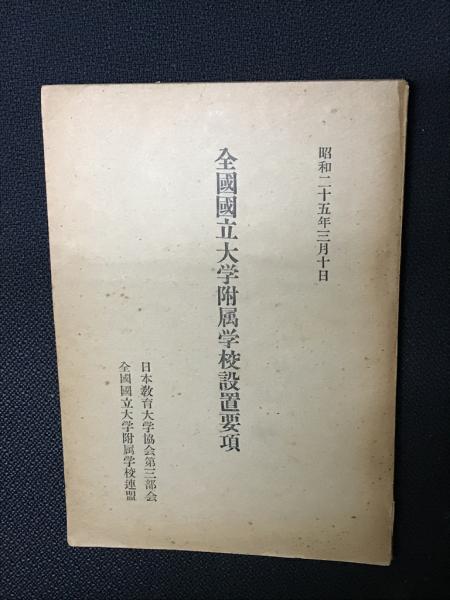 昭和二十五年三月十日
全國國立大学附属学校設置要項
日本教育大学協会第三部会
全國國立大学附属学校連盟